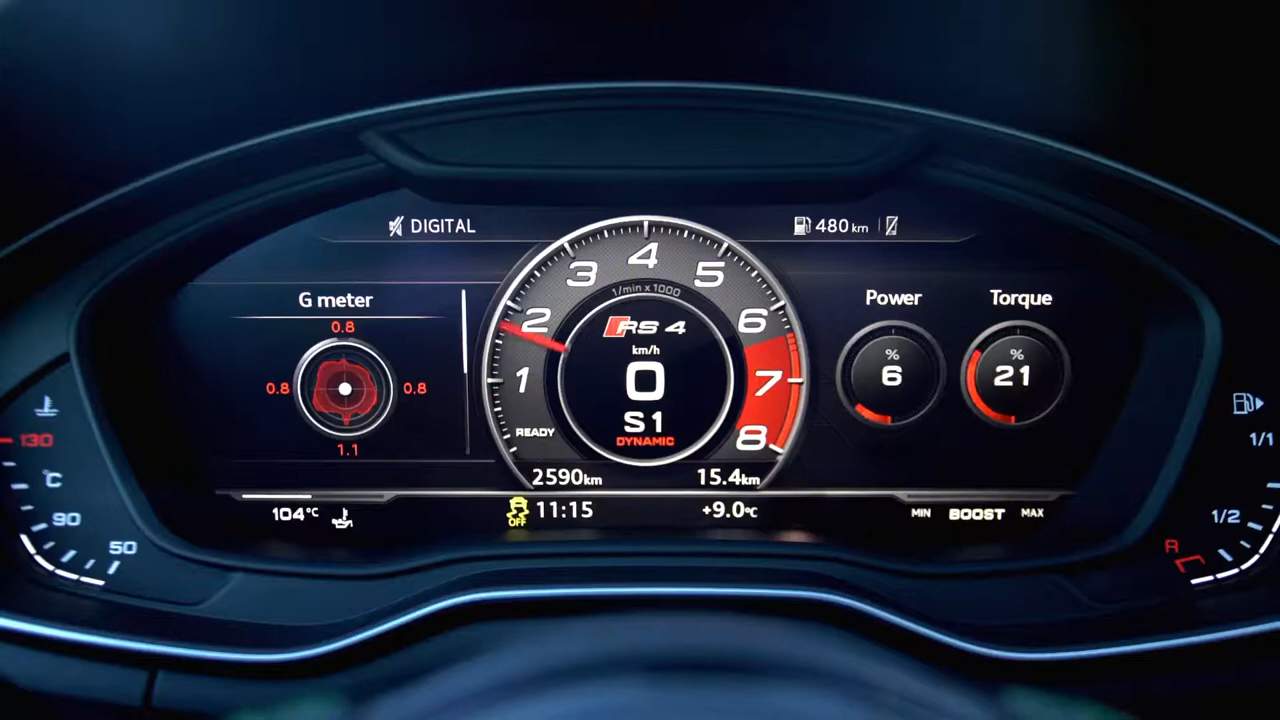 DIGITAL
480 km
G meter
0.8
0.8
0.8
1.1
1
2
3
4
5
6
7
8
1/min x 1000
RS 4
km/h
0
S 1
DYNAMIC
READY
2590km
15.4km
Power
%
6
Torque
%
21
104°C
OFF
11:15
+9.0°C
MIN BOOST MAX
130
°C
90
50
1/1
1/2
R